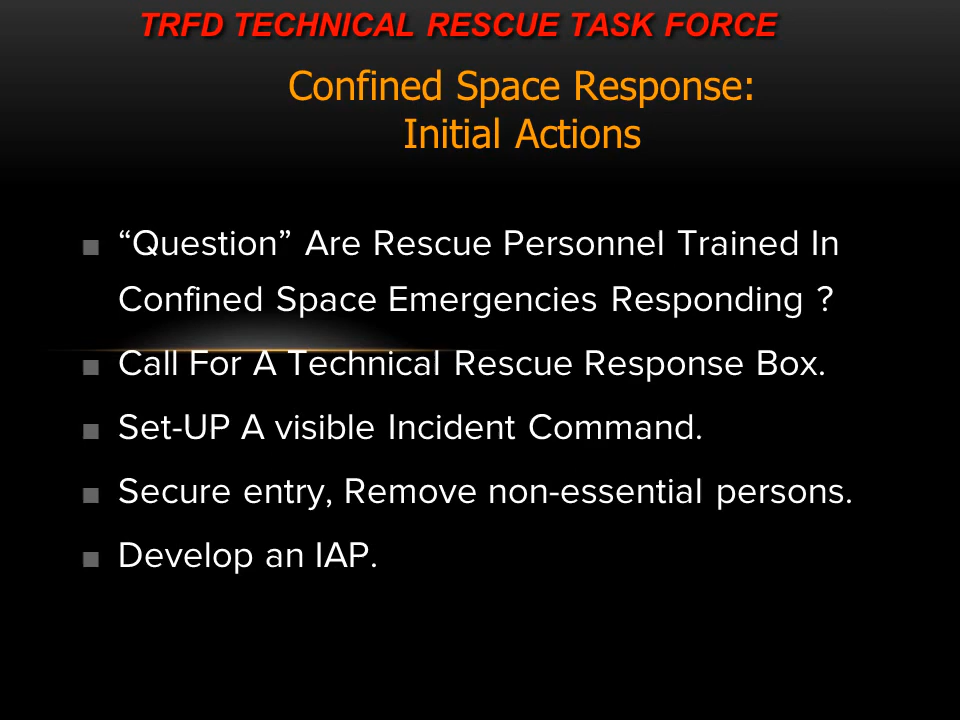 TRFD TECHNICAL RESCUE TASK FORCE
Confined Space Response:
Initial Actions
■ “Question” Are Rescue Personnel Trained In
Confined Space Emergencies Responding ?
■ Call For A Technical Rescue Response Box.
■ Set-UP A visible Incident Command.
■ Secure entry, Remove non-essential persons.
■ Develop an IAP.